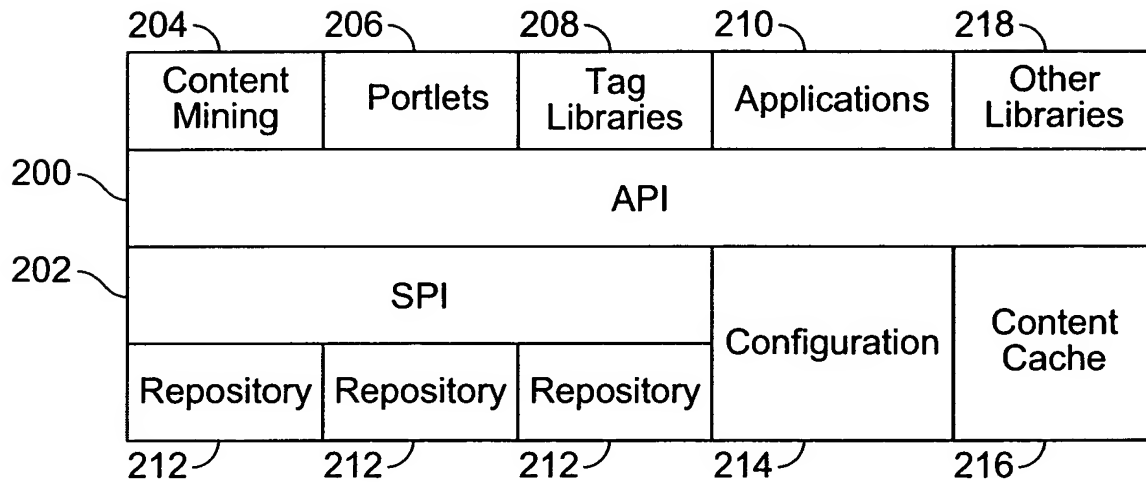 204 206 208 210 218
Content Mining Portlets Tag Libraries Applications Other Libraries
200
API
202
SPI
Configuration
Content Cache
Repository Repository Repository
212 212 212 214 216